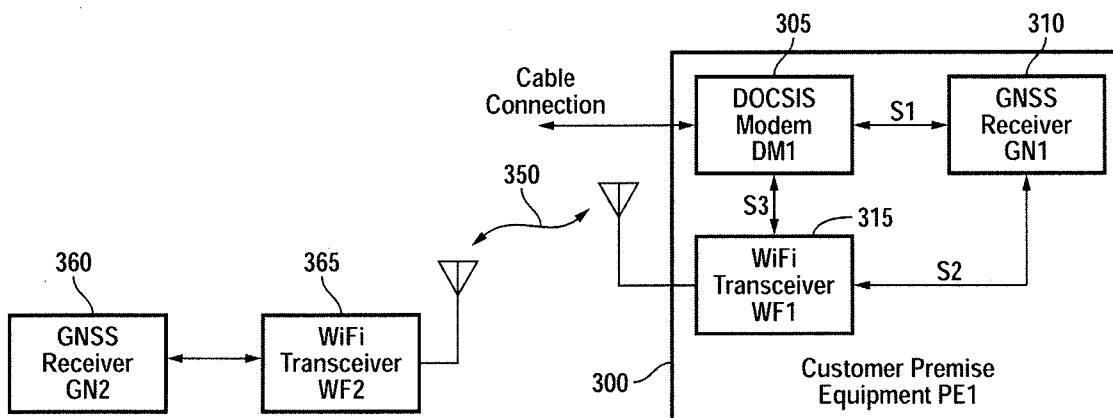 305
310
Cable
Connection
DOCSIS
Modem
DM1
S1
GNSS
Receiver
GN1
350
S3
315
360
365
WiFi
Transceiver
WF1
S2
GNSS
Receiver
GN2
WiFi
Transceiver
WF2
300
Customer Premise
Equipment PE1